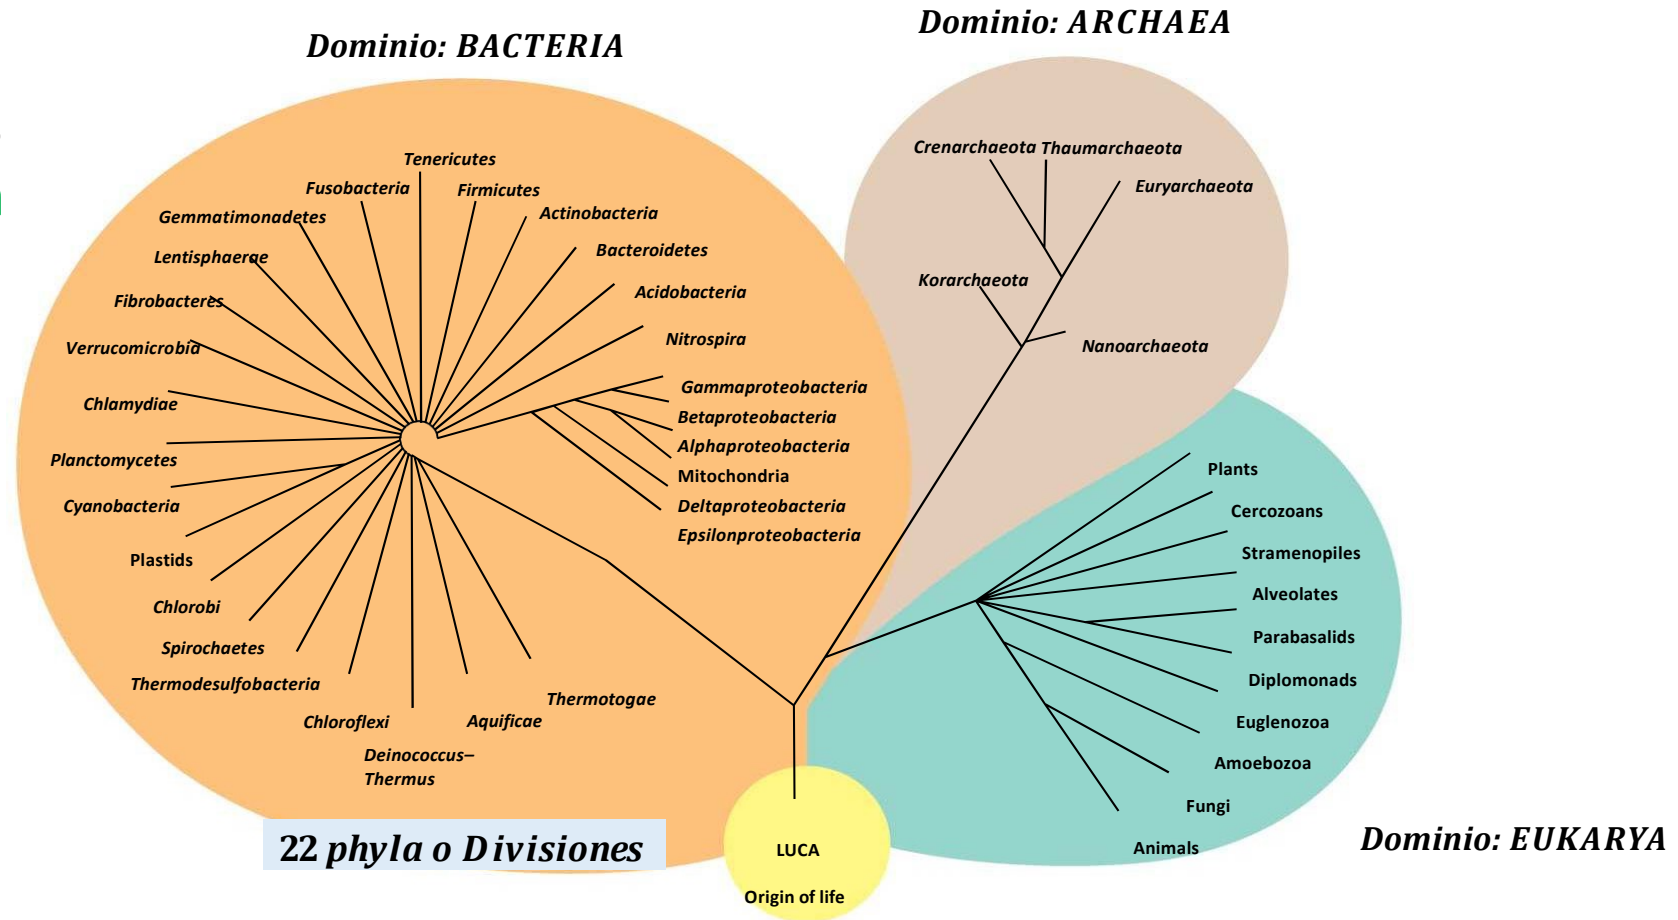 Dominio: BACTERIA
Dominio: ARCHAEA
Tenericutes
Fusobacteria
Firmicutes
Gemmatimonadetes
Actinobacteria
Lentisphaerae
Bacteroidetes
Fibrobacteres
Acidobacteria
Verrucomicrobia
Nitrospira
Chlamydiae
Gammaproteobacteria
Betaproteobacteria
Planctomycetes
Alphaproteobacteria
Mitochondria
Cyanobacteria
Deltaproteobacteria
Epsilonproteobacteria
Plastids
Chlorobi
Spirochaetes
Thermodesulfobacteria
Chloroflexi
Deinococcus–
Thermus
Aquificae
Thermotogae
22 phyla o Divisiones
Crenarchaeota
Thaumarchaeota
Euryarchaeota
Korarchaeota
Nanoarchaeota
Plants
Cercozoans
Stramenopiles
Alveolates
Parabasalids
Diplomonads
Euglenozoa
Amoebozoa
Fungi
Animals
Dominio: EUKARYA
LUCA
Origin of life